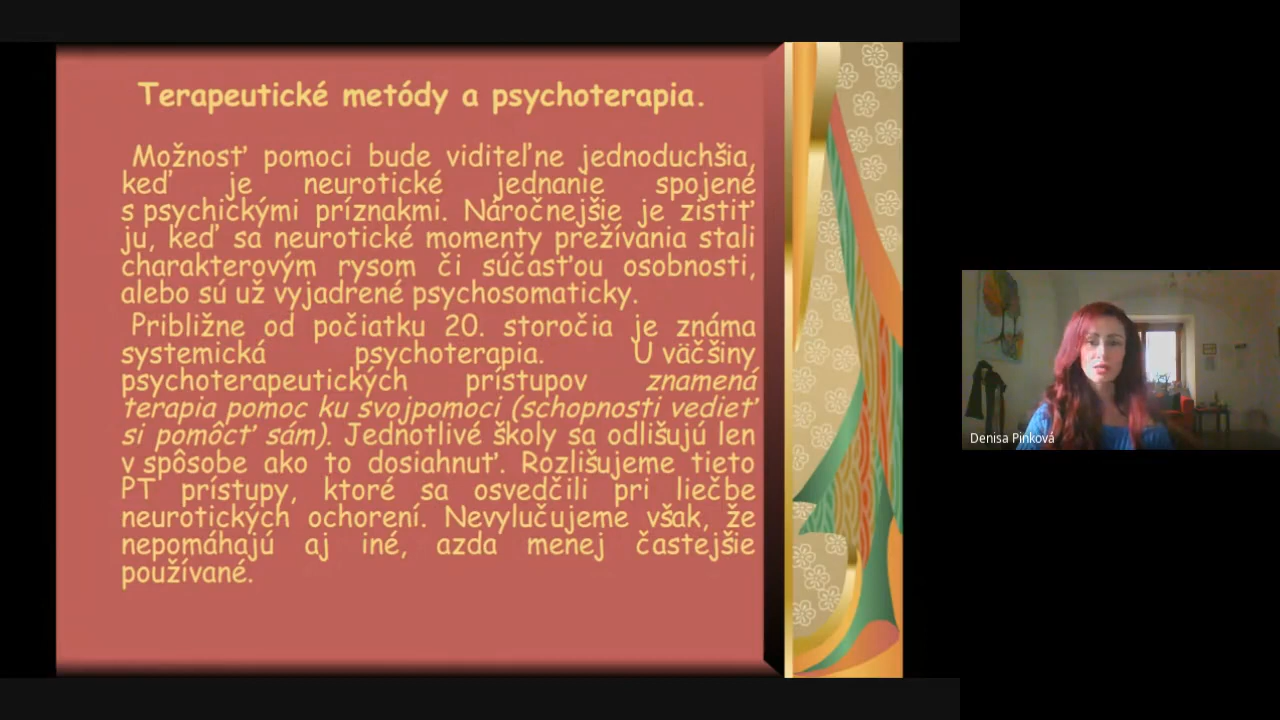 Terapeutické metódy a psychoterapia.
Možnosť pomoci bude viditeľne jednoduchšia,
keď je neurotické jednanie spojené
s psychickými príznakmi. Náročnejšie je zistiť
ju, keď sa neurotické momenty prežívania stali
charakterovým rysom či súčasťou osobnosti,
alebo sú už vyjadrené psychosomaticky.
Približne od počiatku 20. storočia je známa
systemická psychoterapia. U väčšiny
psychoterapeutických prístupov znamená
terapia pomoc ku svojpomoci (schopnosti vedieť
si pomôcť sám). Jednotlivé školy sa odlišujú len
v spôsobe ako to dosiahnuť. Rozlišujeme tieto
PT prístupy, ktoré sa osvedčili pri liečbe
neurotických ochorení. Nevylučujeme však, že
nepomáhajú aj iné, azda menej častejšie
používané.
Denisa Pinková